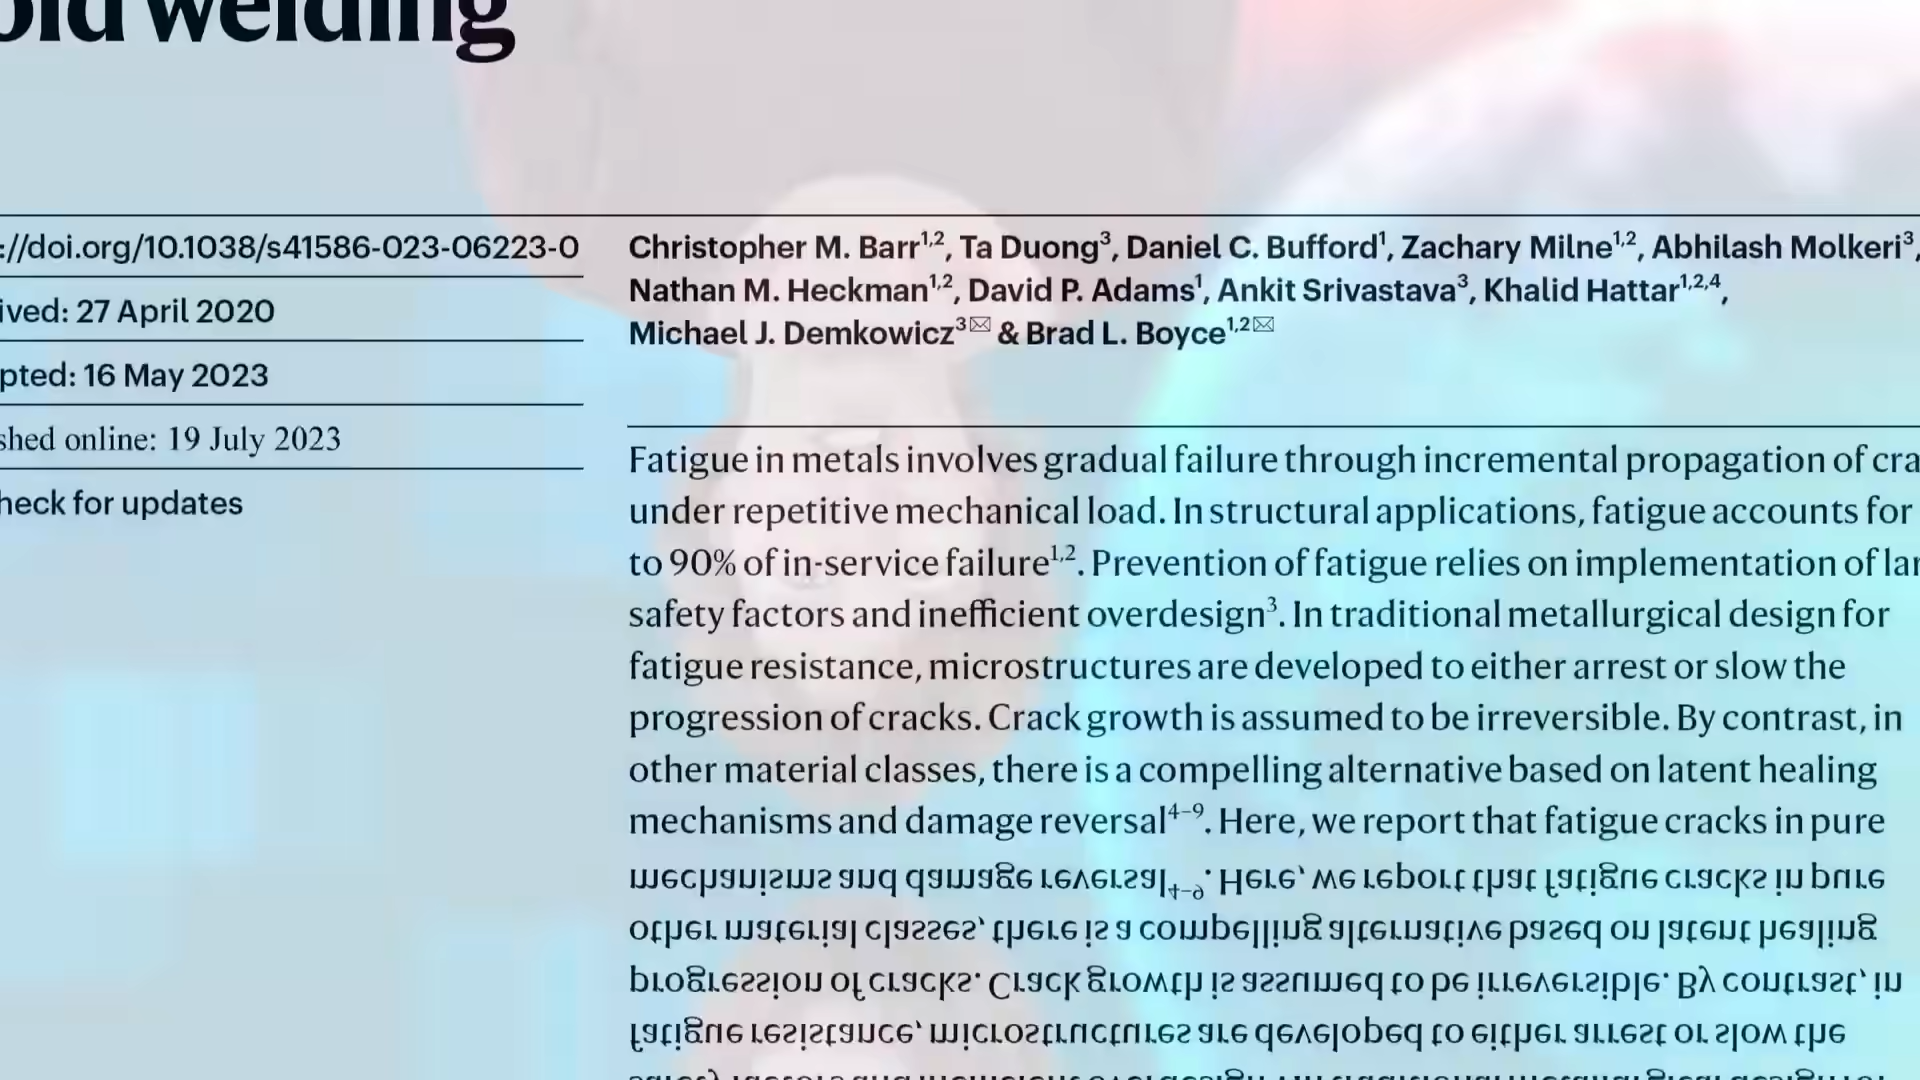 old welding
://doi.org/10.1038/s41586-023-06223-0
ived: 27 April 2020
pted: 16 May 2023
shed online: 19 July 2023
heck for updates
Christopher M. Barr1,2, Ta Duong3, Daniel C. Bufford1, Zachary Milne1,2, Abhilash Molkeri3,
Nathan M. Heckman1,2, David P. Adams1, Ankit Srivastava3, Khalid Hattar1,2,4,
Michael J. Demkowicz3✉ & Brad L. Boyce1,2✉
Fatigue in metals involves gradual failure through incremental propagation of cra
under repetitive mechanical load. In structural applications, fatigue accounts for
to 90% of in-service failure1,2. Prevention of fatigue relies on implementation of lar
safety factors and inefficient overdesign3. In traditional metallurgical design for
fatigue resistance, microstructures are developed to either arrest or slow the
progression of cracks. Crack growth is assumed to be irreversible. By contrast, in
other material classes, there is a compelling alternative based on latent healing
mechanisms and damage reversal4–9. Here, we report that fatigue cracks in pure
mechanisms and damage reversal4–9. Here, we report that fatigue cracks in pure
other material classes, there is a compelling alternative based on latent healing
progression of cracks. Crack growth is assumed to be irreversible. By contrast, in
fatigue resistance, microstructures are developed to either arrest or slow the